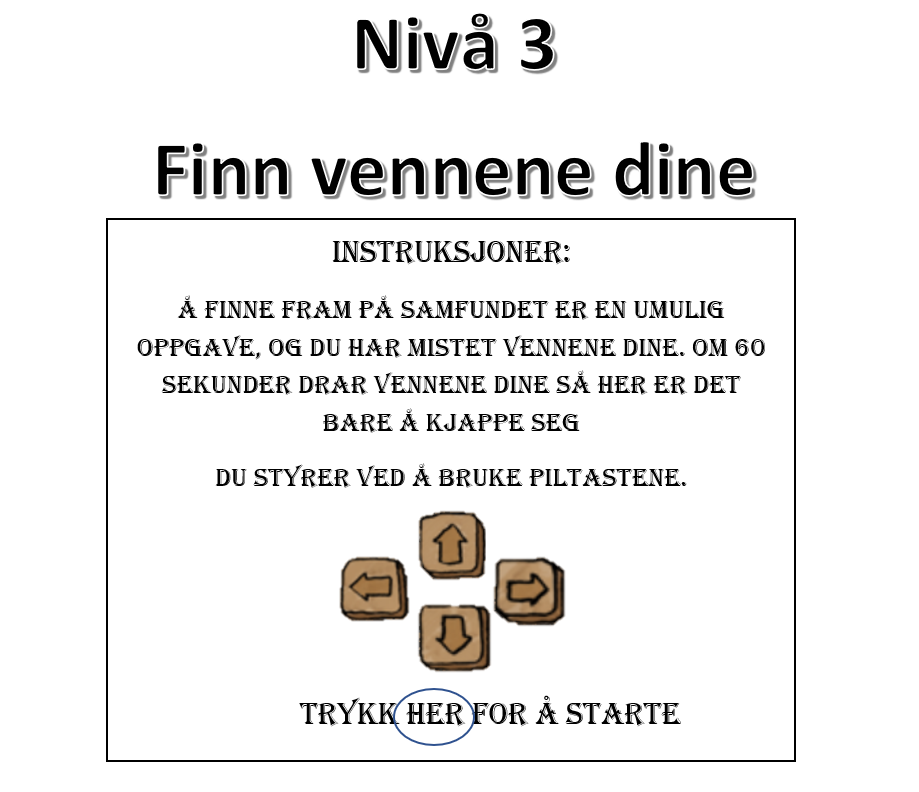 Nivå 3
Finn vennene dine
INSTRUKSJONER:
Å FINNE FRAM PÅ SAMFUNDET ER EN UMULIG
OPPGAVE, OG DU HAR MISTET VENNENE DINE. OM 60
SEKUNDER DRAR VENNENE DINE SÅ HER ER DET
BARE Å KJAPPE SEG
DU STYRER VED Å BRUKE PILTASTENE.
TRYKK HER FOR Å STARTE